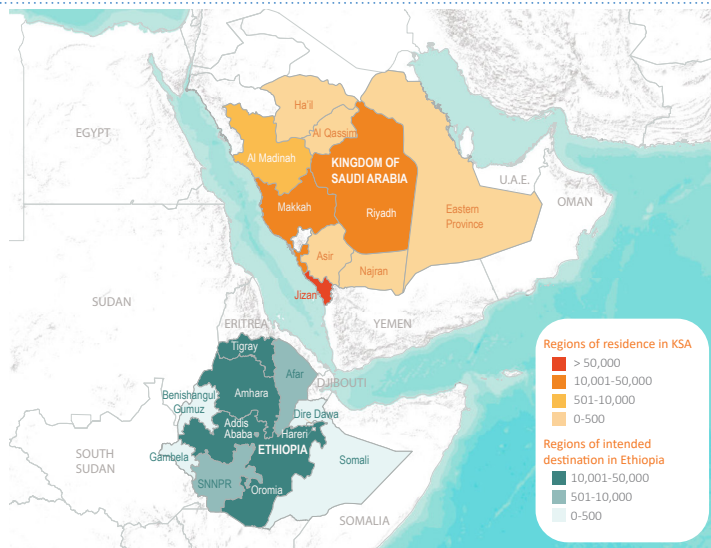 Ha'il
EGYPT
Al Qassim
Al Madinah
KINGDOM OF
SAUDI ARABIA
U.A.E.
OMAN
Makkah
Riyadh
Eastern
Province
Asir
Najran
Jizan
SUDAN
ERITREA
YEMEN
Tigray
Afar
DJIBOUTI
Amhara
Benishangul
Gumuz
Dire Dawa
Addis
Ababa
Hareri
ETHIOPIA
SOUTH
SUDAN
Gambela
Somali
SNNPR
Oromia
SOMALIA
Regions of residence in KSA
> 50,000
10,001-50,000
501-10,000
0-500
Regions of intended
destination in Ethiopia
10,001-50,000
501-10,000
0-500